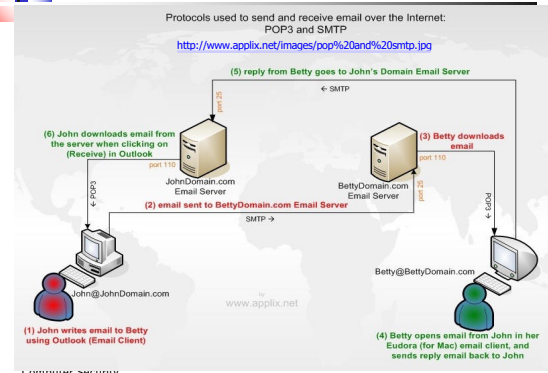 Protocols used to send and receive email over the Internet:
POP3 and SMTP
http://www.applix.net/images/pop%20and%20smtp.jpg
(5) reply from Betty goes to John's Domain Email Server
← SMTP
port 25
(6) John downloads email from
the server when clicking on
(Receive) in Outlook
port 110
← POP3
JohnDomain.com
Email Server
(3) Betty downloads
email
port 110
port 25
BettyDomain.com
Email Server
POP3 →
(2) email sent to BettyDomain.com Email Server
SMTP →
John@JohnDomain.com
Betty@BettyDomain.com
by
www.applix.net
(1) John writes email to Betty
using Outlook (Email Client)
(4) Betty opens email from John in her
Eudora (for Mac) email client, and
sends reply email back to John
Computer Security